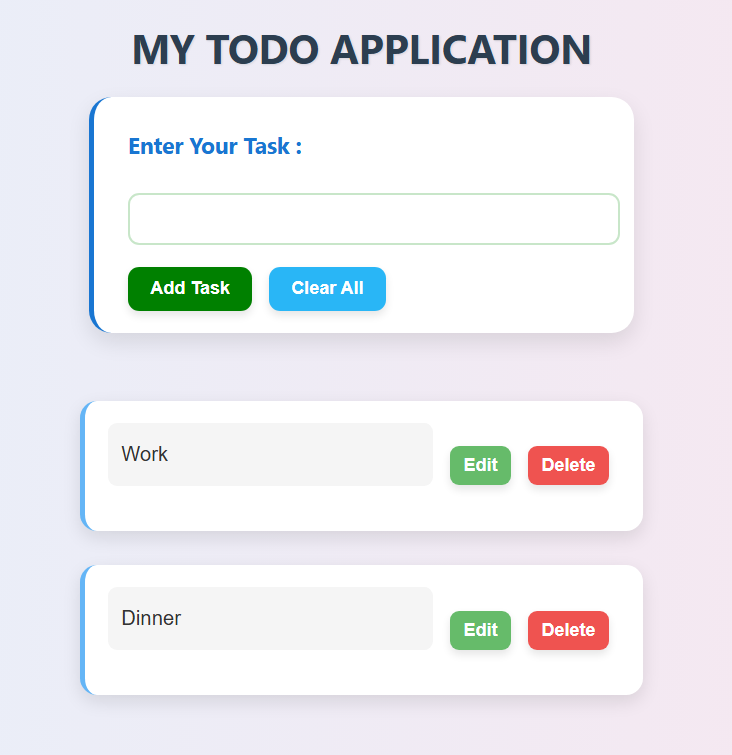 MY TODO APPLICATION
Enter Your Task :
Add Task Clear All
Work Edit Delete
Dinner Edit Delete